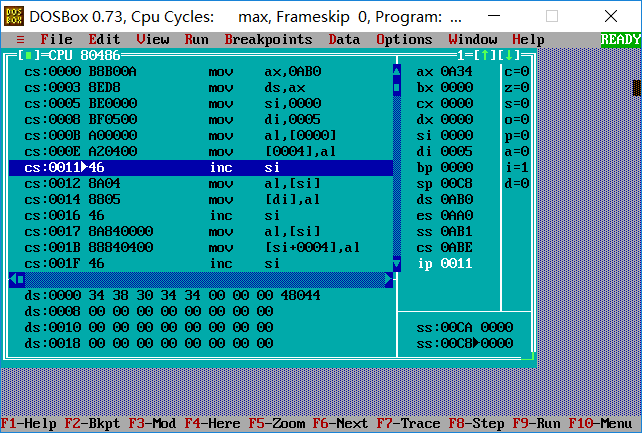 DOSBox 0.73, Cpu Cycles: max, Frameskip 0, Program: ...
≡ File Edit View Run Breakpoints Data Options Window Help READY
[■]=CPU 80486 1=[↑][↓]
cs:0000 B8B00A mov ax,0AB0 ax 0A34 c=0
cs:0003 8ED8 mov ds,ax bx 0000 z=0
cs:0005 BE0000 mov si,0000 cx 0000 s=0
cs:0008 BF0500 mov di,0005 dx 0000 o=0
cs:000B A00000 mov al,[0000] si 0000 p=0
cs:000E A20400 mov [0004],al di 0005 a=0
cs:0011►46 inc si bp 0000 i=1
cs:0012 8A04 mov al,[si] sp 00C8 d=0
cs:0014 8805 mov [di],al ds 0AB0
cs:0016 46 inc si es 0AA0
cs:0017 8A840000 mov al,[si] ss 0AB1
cs:001B 88840400 mov [si+0004],al cs 0ABE
cs:001F 46 inc si ip 0011
ds:0000 34 38 30 34 34 00 00 00 48044
ds:0008 00 00 00 00 00 00 00 00
ds:0010 00 00 00 00 00 00 00 00 ss:00CA 0000
ds:0018 00 00 00 00 00 00 00 00 ss:00C8►0000
F1-Help F2-Bkpt F3-Mod F4-Here F5-Zoom F6-Next F7-Trace F8-Step F9-Run F10-Menu